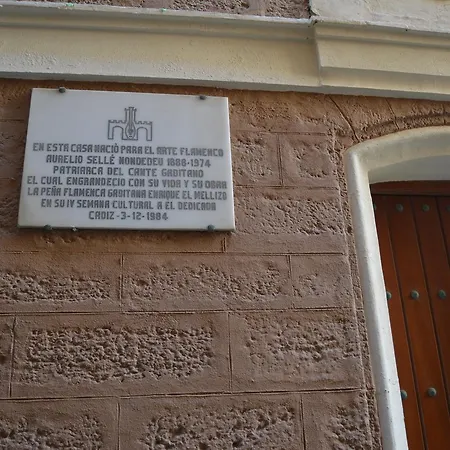 EN ESTA CASA NACIÓ PARA EL ARTE FLAMENCO
AURELIO SELLÉ NONDEDEU 1888-1974
PATRIARCA DEL CANTE GADITANO
EL CUAL ENGRANDECIO CON SU VIDA Y SU OBRA
LA PEÑA FLAMENCA GADITANA ENRIQUE EL MELLIZO
EN SU IV SEMANA CULTURAL A ÉL DEDICADA
CADIZ-3-12-1984